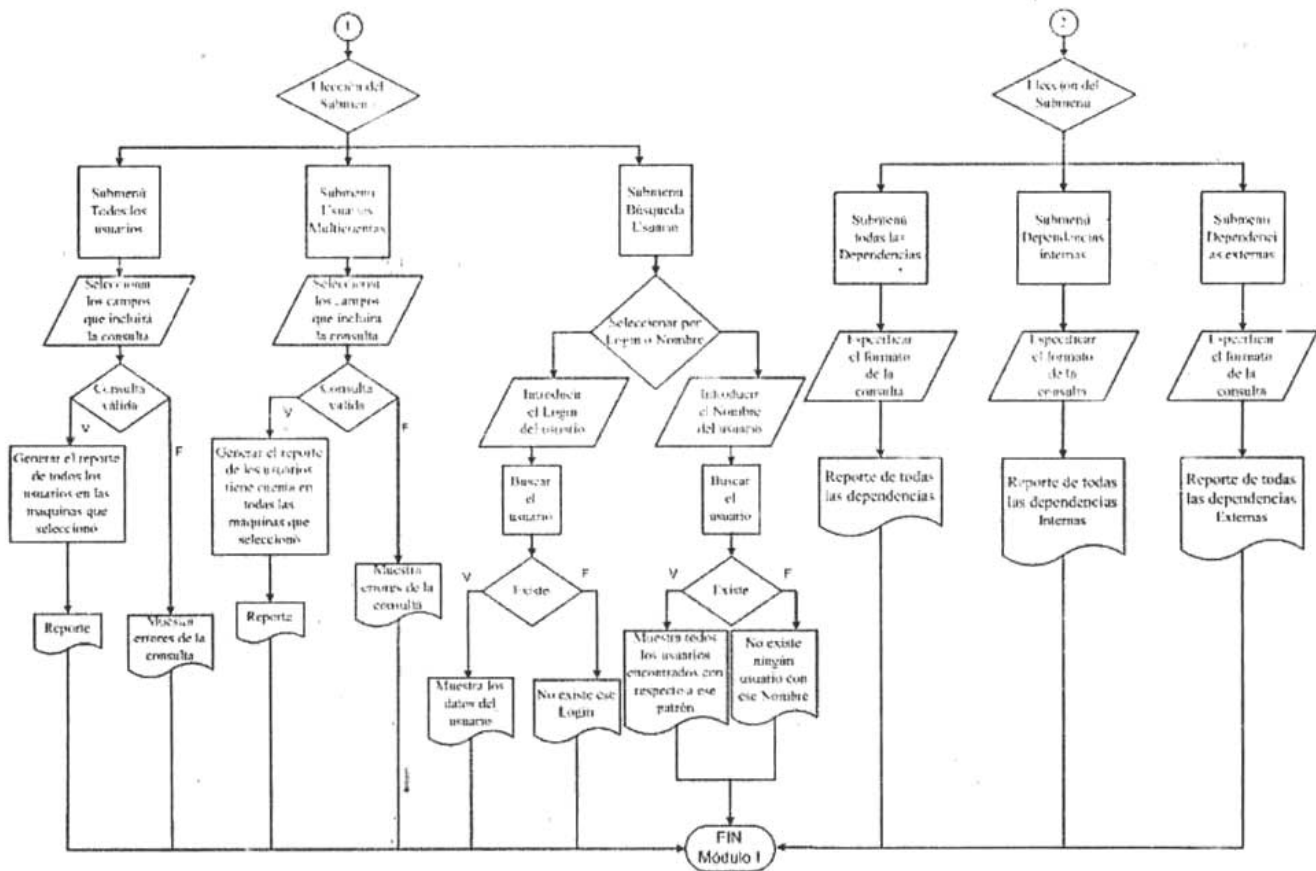 1
Elección del
Submenú
Submenú
Todos los
usuarios
Seleccionar
los campos
que incluirá
la consulta
Consulta
válida
V
F
Generar el reporte
de todos los
usuarios en las
maquinas que
seleccionó
Reporte
Muestra
errores de la
consulta
Submenú
Usuarios
Multicuentas
Seleccionar
los campos
que incluirá
la consulta
Consulta
valida
V
F
Generar el reporte
de los usuarios
tiene cuenta en
todas las
maquinas que
seleccionó
Reporte
Muestra
errores de la
consulta
Submenú
Búsqueda
Usuario
Seleccionar por
Login o Nombre
Introducir
el Login
del usuario
Buscar
el
usuario
Existe
V
F
Muestra los
datos del
usuario
No existe ese
Login
Introducir
el Nombre
del usuario
Buscar
el
usuario
Existe
V
F
Muestra todos
los usuarios
encontrados con
respecto a ese
patrón
No existe
ningún
usuario con
ese Nombre
2
Elección del
Submenú
Submenú
todas las
Dependencias
Especificar
el formato
de la
consulta
Reporte de todas
las dependencias
Submenú
Dependencias
internas
Especificar
el formato
de la
consulta
Reporte de todas
las dependencias
Internas
Submenú
Dependenci
as externas
Especificar
el formato
de la
consulta
Reporte de todas
las dependencias
Externas
FIN
Módulo I